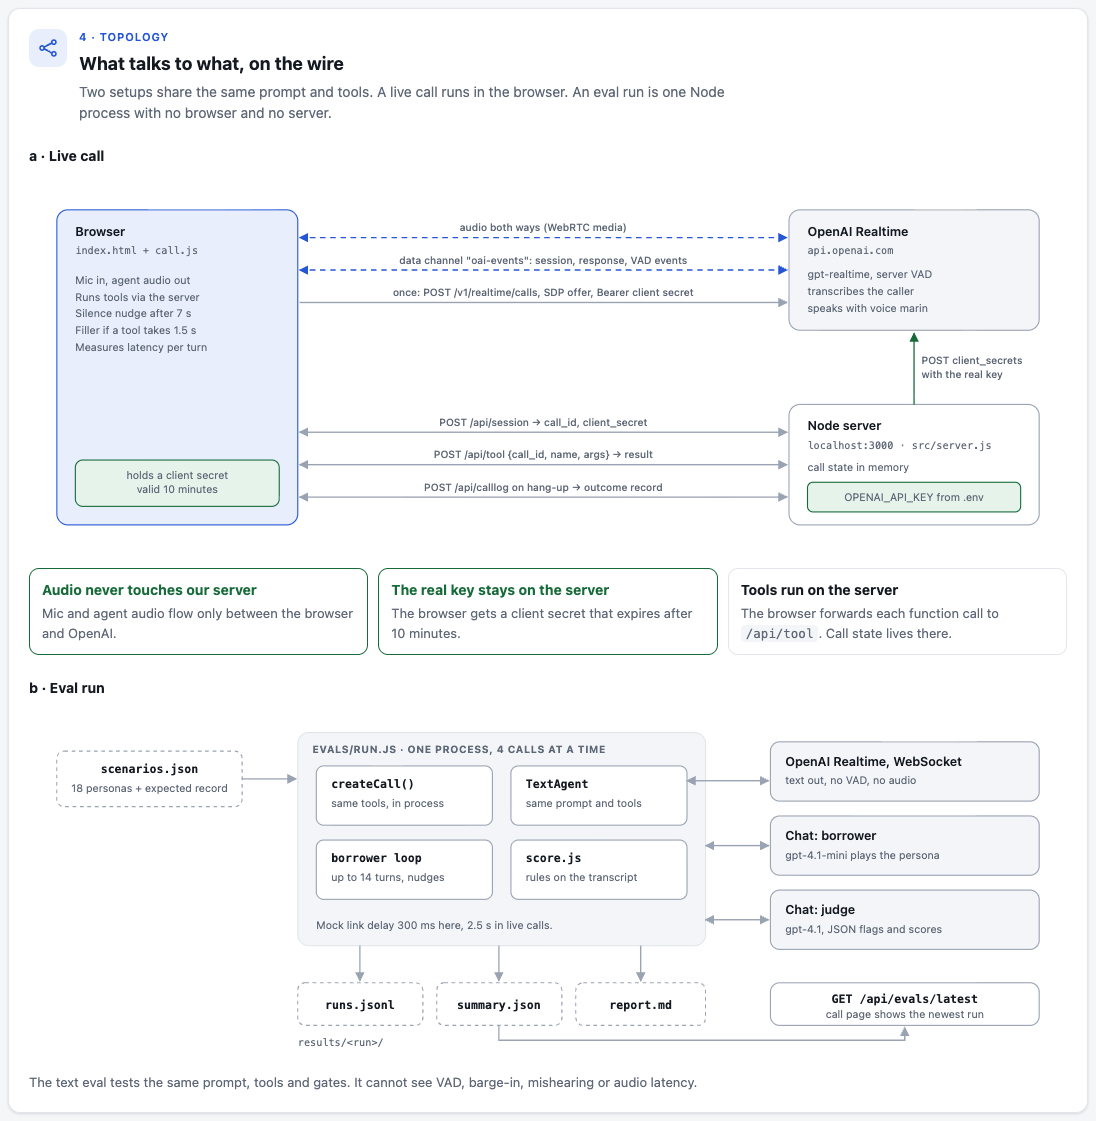 4 · TOPOLOGY
What talks to what, on the wire
Two setups share the same prompt and tools. A live call runs in the browser. An eval run is one Node
process with no browser and no server.
a · Live call
Browser
index.html + call.js
Mic in, agent audio out
Runs tools via the server
Silence nudge after 7 s
Filler if a tool takes 1.5 s
Measures latency per turn
holds a client secret
valid 10 minutes
audio both ways (WebRTC media)
data channel "oai-events": session, response, VAD events
once: POST /v1/realtime/calls, SDP offer, Bearer client secret
POST /api/session → call_id, client_secret
POST /api/tool {call_id, name, args} → result
POST /api/calllog on hang-up → outcome record
OpenAI Realtime
api.openai.com
gpt-realtime, server VAD
transcribes the caller
speaks with voice marin
POST client_secrets
with the real key
Node server
localhost:3000 · src/server.js
call state in memory
OPENAI_API_KEY from .env
Audio never touches our server
Mic and agent audio flow only between the browser
and OpenAI.
The real key stays on the server
The browser gets a client secret that expires after
10 minutes.
Tools run on the server
The browser forwards each function call to
/api/tool. Call state lives there.
b · Eval run
scenarios.json
18 personas + expected record
EVALS/RUN.JS · ONE PROCESS, 4 CALLS AT A TIME
createCall()
same tools, in process
TextAgent
same prompt and tools
borrower loop
up to 14 turns, nudges
score.js
rules on the transcript
Mock link delay 300 ms here, 2.5 s in live calls.
OpenAI Realtime, WebSocket
text out, no VAD, no audio
Chat: borrower
gpt-4.1-mini plays the persona
Chat: judge
gpt-4.1, JSON flags and scores
runs.jsonl
summary.json
report.md
results/<run>/
GET /api/evals/latest
call page shows the newest run
The text eval tests the same prompt, tools and gates. It cannot see VAD, barge-in, mishearing or audio latency.